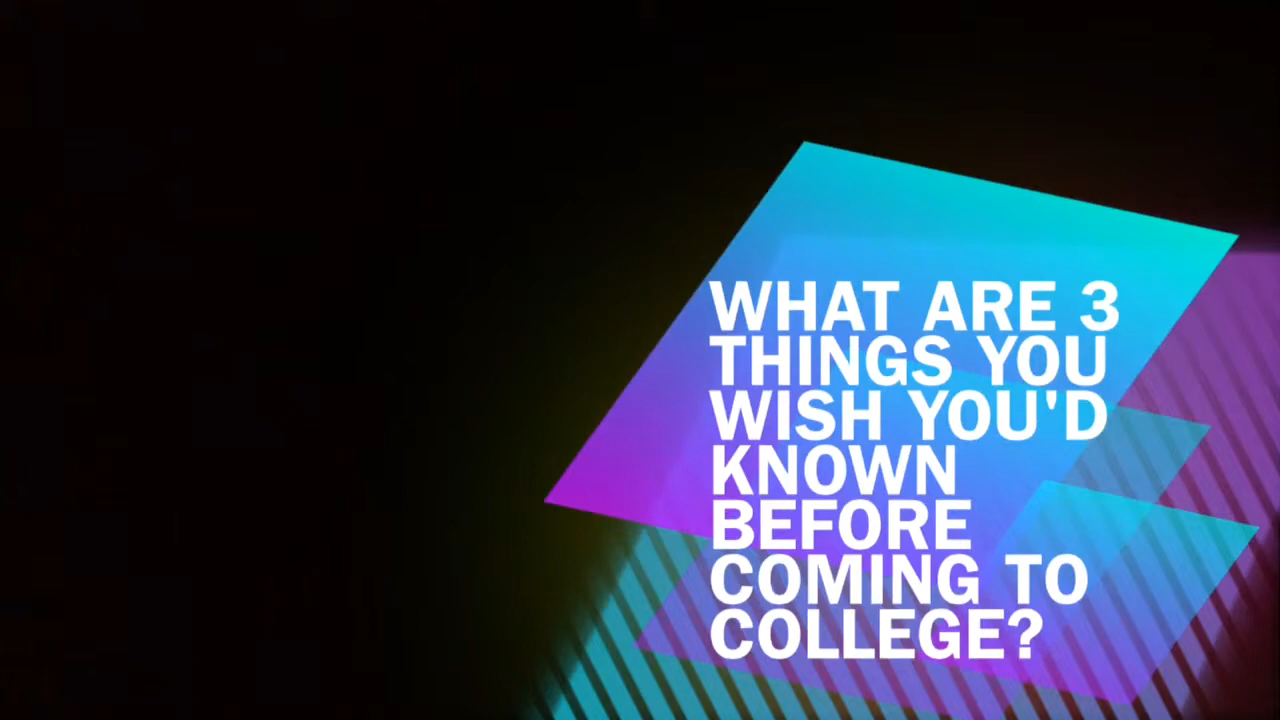 WHAT ARE 3
THINGS YOU
WISH YOU'D
KNOWN
BEFORE
COMING TO
COLLEGE?